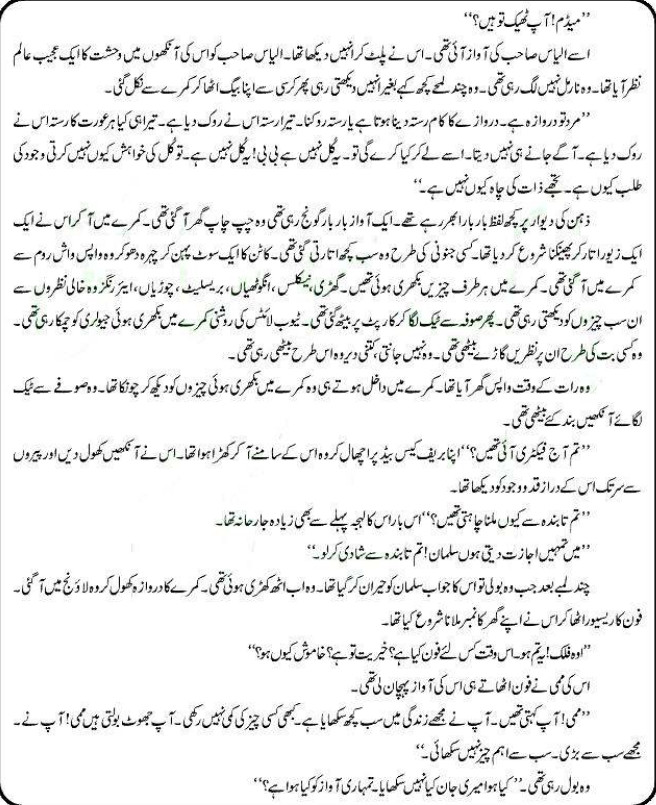 ”میڈم! آپ ٹھیک تو ہیں؟“
اسے الیاس صاحب کی آواز آئی تھی۔ اس نے پلٹ کر انہیں دیکھا تھا۔ الیاس صاحب کو اس کی آنکھوں میں وحشت کا ایک عجیب عالم
نظر آیا تھا۔ وہ نارمل نہیں لگ رہی تھی۔ وہ چند لمحے کچھ کہے بغیر انہیں دیکھتی رہی پھر کرسی سے اپنا بیگ اٹھا کر کمرے سے نکل گئی۔
”مرد تو دروازہ ہے۔ دروازے کا کام رستہ دینا ہوتا ہے یا رستہ روکنا۔ تیرا رستہ اس نے روک دیا ہے۔ تیرا ہی کیا ہر عورت کا رستہ اس نے
روک دیا ہے۔ آگے جانے ہی نہیں دیتا۔ اسے لے کر کیا کرے گی تو۔ یہ گل نہیں ہے بی بی! یہ کل نہیں ہے۔ تو کل کی خواہش کیوں نہیں کرتی وجود کی
طلب کیوں ہے۔ تجھے ذات کی چاہ کیوں نہیں ہے۔“
ذہن کی دیوار پر کچھ لفظ بار بار ابھر رہے تھے۔ ایک آواز بار بار گونج رہی تھی وہ چپ چاپ گھر آ گئی تھی۔ کمرے میں آ کر اس نے ایک
ایک زیور اتار کر پھینکنا شروع کر دیا تھا۔ کسی جنونی کی طرح وہ سب کچھ اتارتی گئی تھی۔ کاٹن کا ایک سوٹ پہن کر چہرہ دھو کر وہ واپس واش روم سے
کمرے میں آ گئی تھی۔ کمرے میں ہر طرف چیزیں بکھری ہوئی تھیں۔ گھڑی، نیکلس، انگوٹھیاں، بریسلیٹ، چوڑیاں، ایئر رنگز وہ خالی نظروں سے
ان سب چیزوں کو دیکھتی رہی تھی۔ پھر صوفہ سے ٹیک لگا کر کارپٹ پر بیٹھ گئی تھی۔ ٹیوب لائٹس کی روشنی کمرے میں بکھری ہوئی جیولری کو چمکا رہی تھی۔
وہ کسی بت کی طرح ان پر نظریں گاڑے بیٹھی تھی۔ وہ نہیں جانتی، کتنی دیر وہ اس طرح بیٹھی رہی تھی۔
وہ رات کے وقت واپس گھر آیا تھا۔ کمرے میں داخل ہوتے ہی وہ کمرے میں بکھری ہوئی چیزوں کو دیکھ کر چونکا تھا۔ وہ صوفے سے ٹیک
لگائے آنکھیں بند کئے بیٹھی تھی۔
”تم آج فیکٹری آئی تھیں؟“ اپنا بریف کیس بیڈ پر اچھال کر وہ اس کے سامنے آ کر کھڑا ہوا تھا۔ اس نے آنکھیں کھول دیں اور پیروں
سے سر تک اس کے دراز قد وجود کو دیکھا تھا۔
”تم تابندہ سے کیوں ملنا چاہتی تھیں؟“ اس بار اس کا لہجہ پہلے سے بھی زیادہ جارحانہ تھا۔
”میں تمہیں اجازت دیتی ہوں سلمان! تم تابندہ سے شادی کر لو۔“
چند لمحے بعد جب وہ بولی تو اس کا جواب سلمان کو حیران کر گیا تھا۔ وہ اب اٹھ کھڑی ہوئی تھی۔ کمرے کا دروازہ کھول کر وہ لاؤنج میں آ گئی۔
فون کا ریسیور اٹھا کر اس نے اپنے گھر کا نمبر ملانا شروع کیا تھا۔
”اوہ فلک! یہ تم ہو۔ اس وقت کس لئے فون کیا ہے؟ خیریت تو ہے؟ خاموش کیوں ہو؟“
اس کی ممی نے فون اٹھاتے ہی اس کی آواز پہچان لی تھی۔
”ممی! آپ کہتی تھیں۔ آپ نے مجھے زندگی میں سب کچھ سکھایا ہے۔ کبھی کسی چیز کی کمی نہیں رکھی۔ آپ جھوٹ بولتی ہیں ممی! آپ نے۔
مجھے سب سے بڑی۔ سب سے اہم چیز نہیں سکھائی۔“
وہ بول رہی تھی۔ ”کیا ہوا میری جان کیا نہیں سکھایا۔ تمہاری آواز کو کیا ہوا ہے؟“